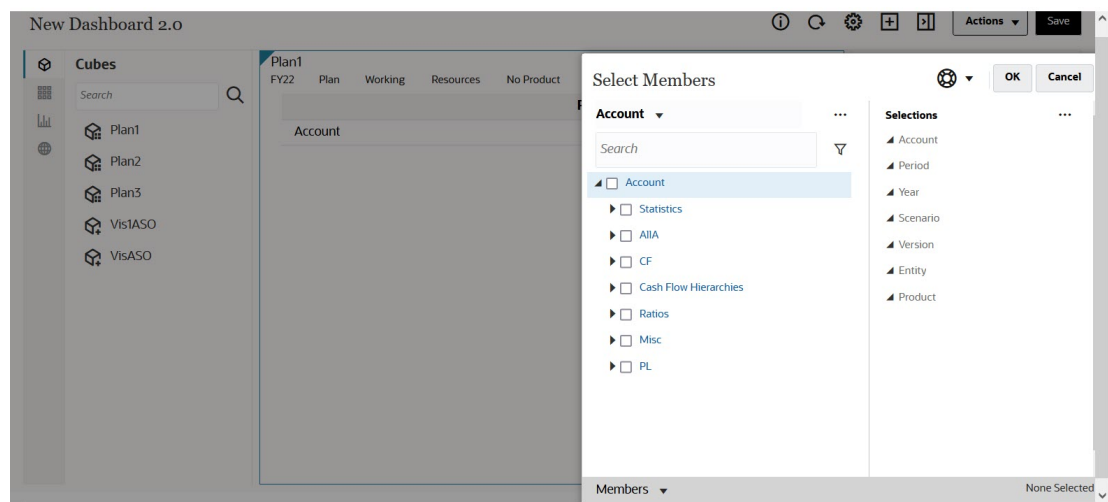 New Dashboard 2.0
Actions
Save
Cubes
Search
Plan1
Plan2
Plan3
Vis1ASO
VisASO
Plan1
FY22 Plan Working Resources No Product
Account
Select Members
OK
Cancel
Account
Search
Account
Statistics
AllA
CF
Cash Flow Hierarchies
Ratios
Misc
PL
Selections
Account
Period
Year
Scenario
Version
Entity
Product
Members
None Selected